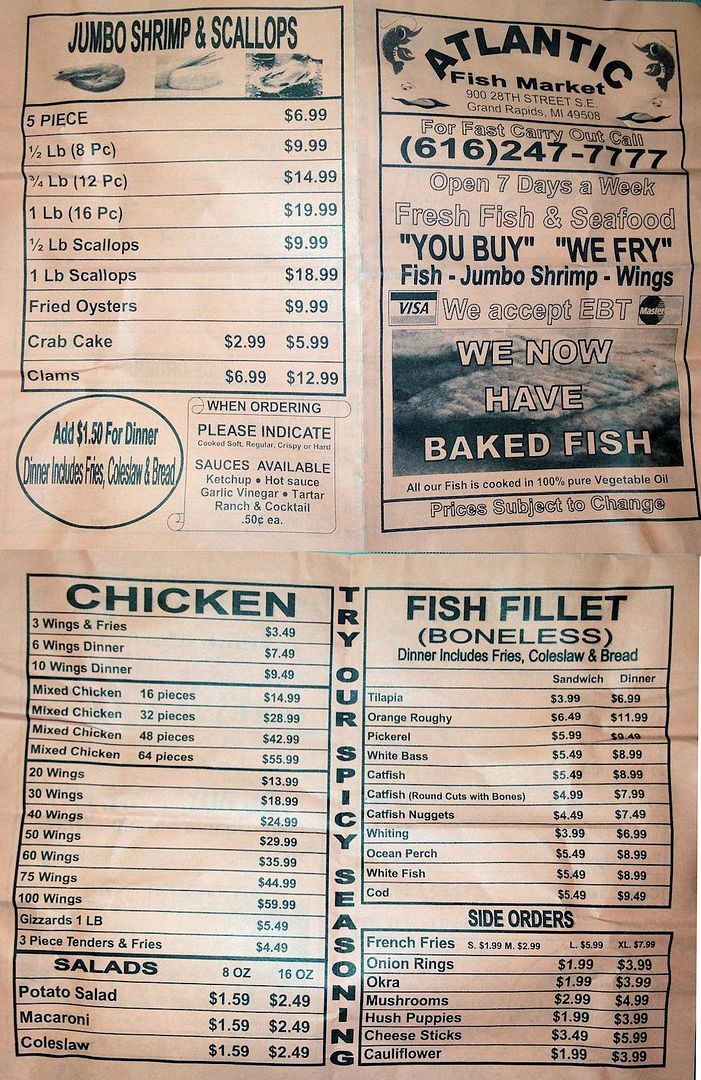 JUMBO SHRIMP & SCALLOPS
5 PIECE $6.99
½ Lb (8 Pc) $9.99
¾ Lb (12 Pc) $14.99
1 Lb (16 Pc) $19.99
½ Lb Scallops $9.99
1 Lb Scallops $18.99
Fried Oysters $9.99
Crab Cake $2.99 $5.99
Clams $6.99 $12.99
Add $1.50 For Dinner
Dinner Includes Fries, Coleslaw & Bread
WHEN ORDERING
PLEASE INDICATE
Cooked Soft, Regular, Crispy or Hard
SAUCES AVAILABLE
Ketchup • Hot sauce
Garlic Vinegar • Tartar
Ranch & Cocktail
.50¢ ea.
ATLANTIC
Fish Market
900 28TH STREET S.E.
Grand Rapids, MI 49508
For Fast Carry Out Call
(616)247-7777
Open 7 Days a Week
Fresh Fish & Seafood
"YOU BUY" "WE FRY"
Fish - Jumbo Shrimp - Wings
VISA We accept EBT MasterCard
WE NOW
HAVE
BAKED FISH
All our Fish is cooked in 100% pure Vegetable Oil
Prices Subject to Change
CHICKEN
3 Wings & Fries $3.49
6 Wings Dinner $7.49
10 Wings Dinner $9.49
Mixed Chicken 16 pieces $14.99
Mixed Chicken 32 pieces $28.99
Mixed Chicken 48 pieces $42.99
Mixed Chicken 64 pieces $55.99
20 Wings $13.99
30 Wings $18.99
40 Wings $24.99
50 Wings $29.99
60 Wings $35.99
75 Wings $44.99
100 Wings $59.99
Gizzards 1 LB $5.49
3 Piece Tenders & Fries $4.49
SALADS 8 OZ 16 OZ
Potato Salad $1.59 $2.49
Macaroni $1.59 $2.49
Coleslaw $1.59 $2.49
TRY OUR SPICY SEASONING
FISH FILLET
(BONELESS)
Dinner Includes Fries, Coleslaw & Bread
Sandwich Dinner
Tilapia $3.99 $6.99
Orange Roughy $6.49 $11.99
Pickerel $5.99 $9.49
White Bass $5.49 $8.99
Catfish $5.49 $8.99
Catfish (Round Cuts with Bones) $4.99 $7.99
Catfish Nuggets $4.49 $7.49
Whiting $3.99 $6.99
Ocean Perch $5.49 $8.99
White Fish $5.49 $8.99
Cod $5.49 $9.49
SIDE ORDERS
French Fries S. $1.99 M. $2.99 L. $5.99 XL. $7.99
Onion Rings $1.99 $3.99
Okra $1.99 $3.99
Mushrooms $2.99 $4.99
Hush Puppies $1.99 $3.99
Cheese Sticks $3.49 $5.99
Cauliflower $1.99 $3.99